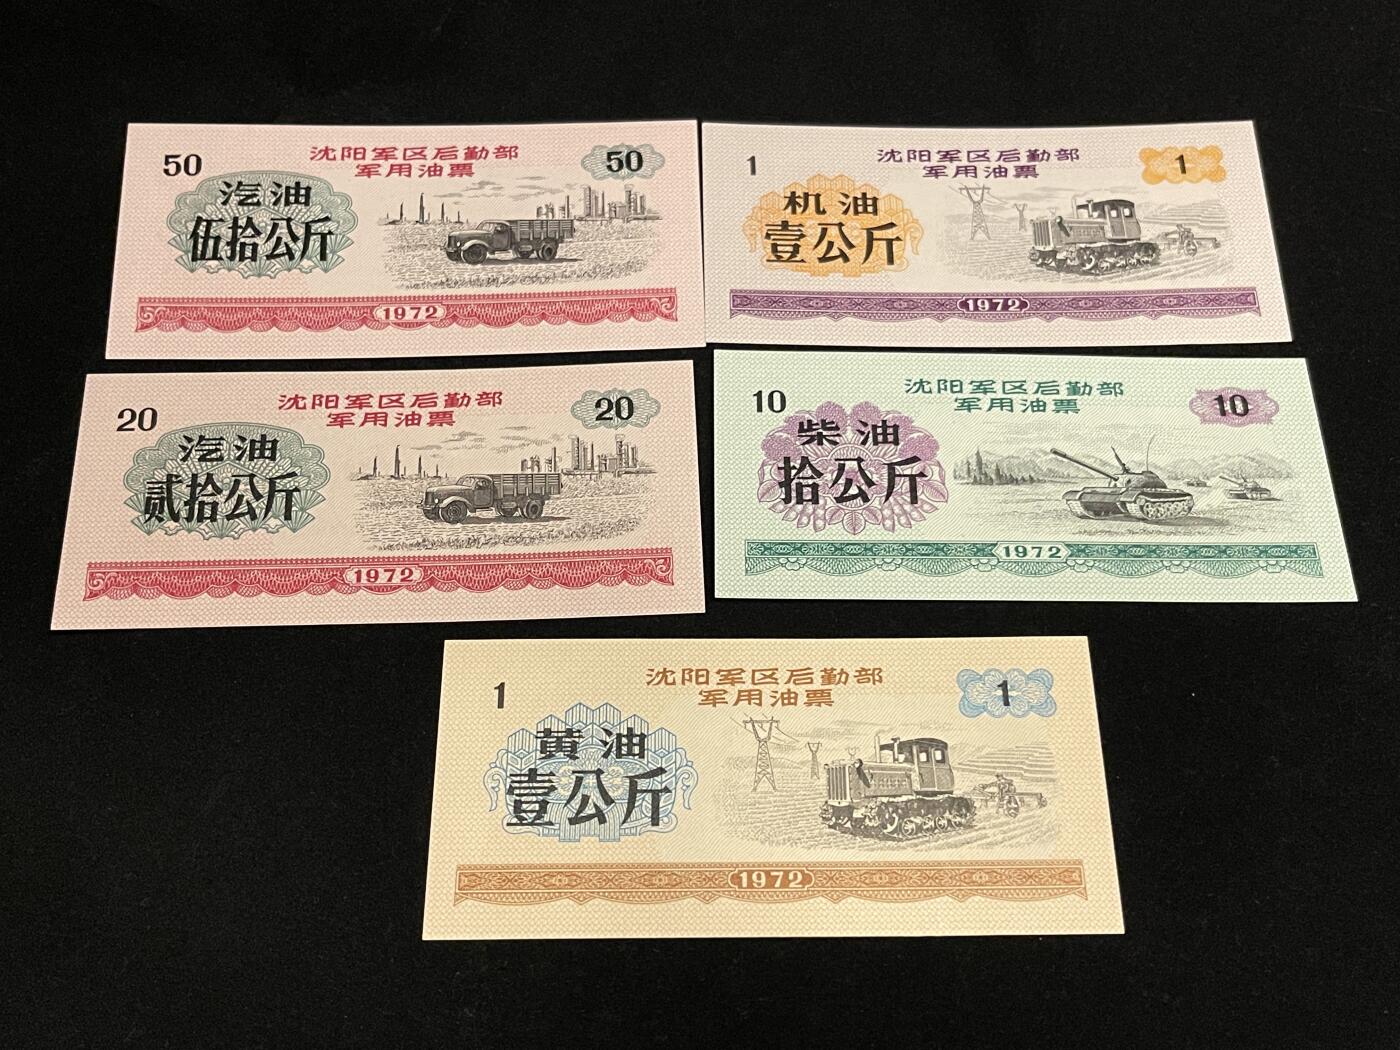 沈阳军区后勤部
军用油票
50
50
汽油
伍拾公斤
1972
沈阳军区后勤部
军用油票
1
1
机油
壹公斤
1972
沈阳军区后勤部
军用油票
20
20
汽油
贰拾公斤
1972
沈阳军区后勤部
军用油票
10
10
柴油
拾公斤
1972
沈阳军区后勤部
军用油票
1
1
黄油
壹公斤
1972